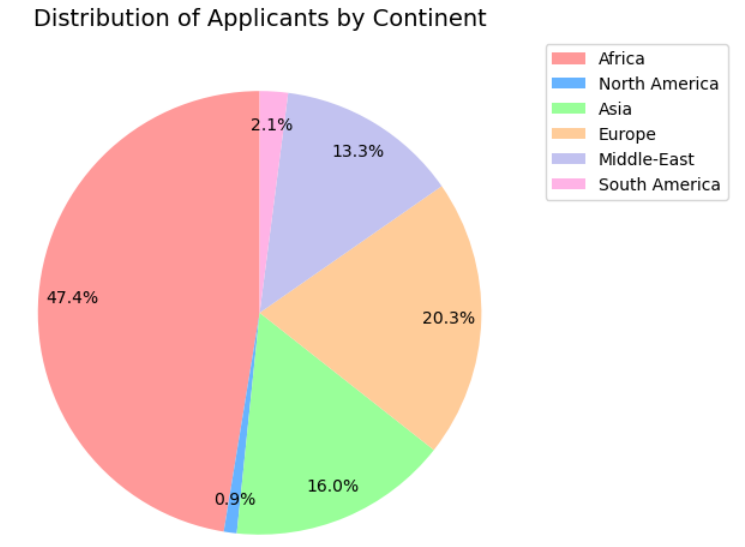 Distribution of Applicants by Continent
Africa
North America
Asia
Europe
Middle-East
South America
2.1%
13.3%
47.4%
20.3%
0.9%
16.0%